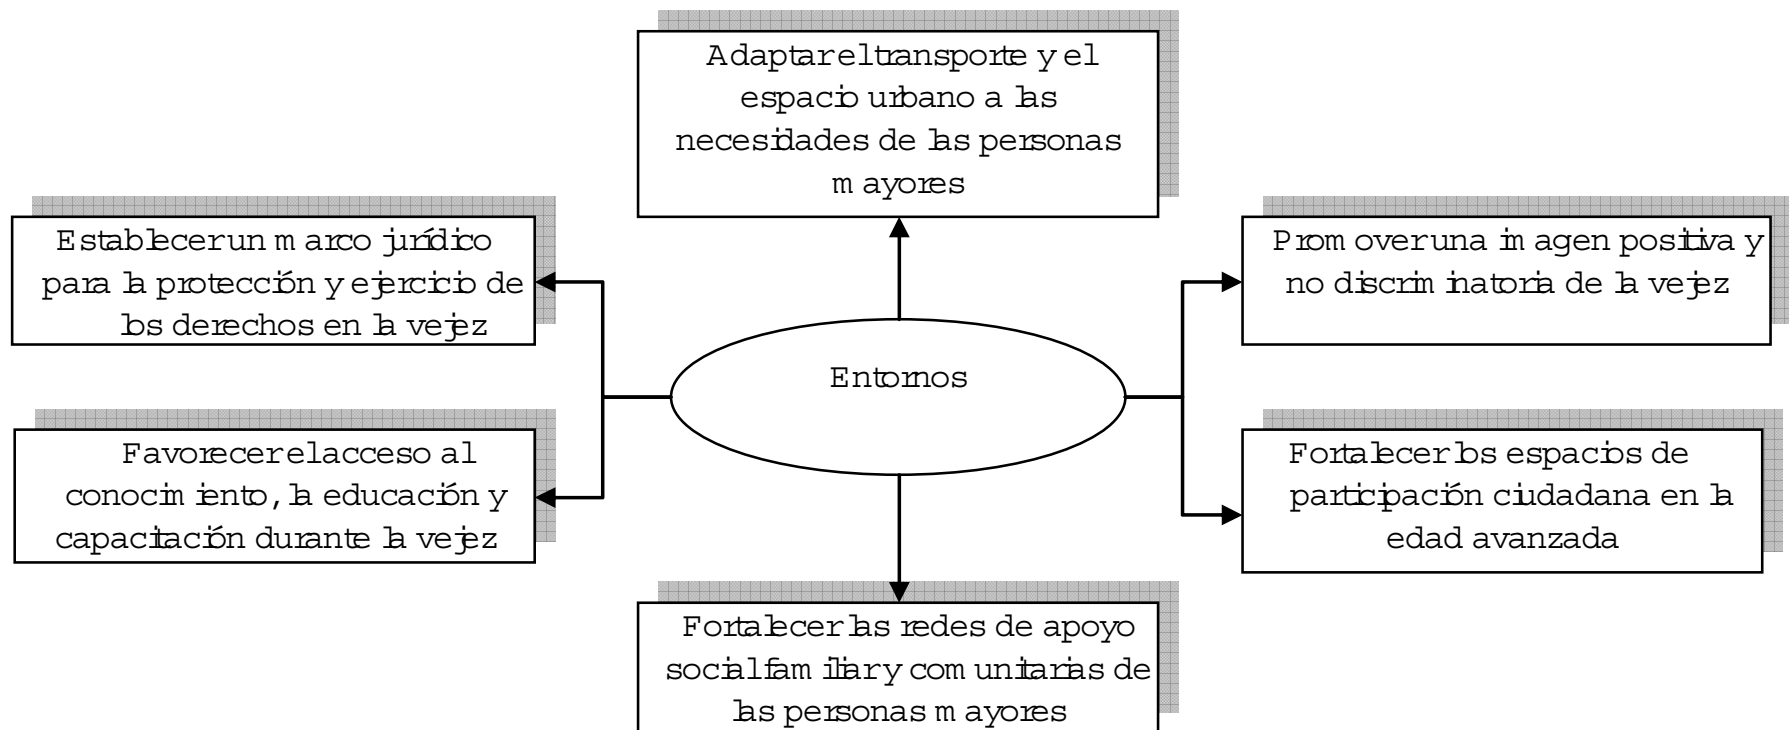 Adaptar el transporte y el
espacio urbano a las
necesidades de las personas
mayores
Establecer un marco jurídico
para la protección y ejercicio de
los derechos en la vejez
Promover una imagen positiva y
no discriminatoria de la vejez
Entornos
Favorecer el acceso al
conocimiento, la educación y
capacitación durante la vejez
Fortalecer los espacios de
participación ciudadana en la
edad avanzada
Fortalecer las redes de apoyo
social familiar y comunitarias de
las personas mayores